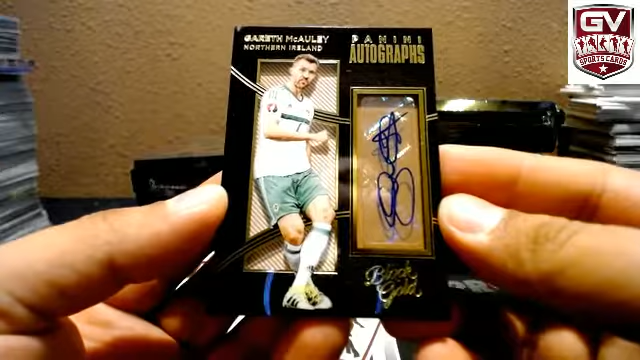 GARETH McAULEY
NORTHERN IRELAND
PANINI
AUTOGRAPHS
Black
Gold
GV
SPORTS CARDS